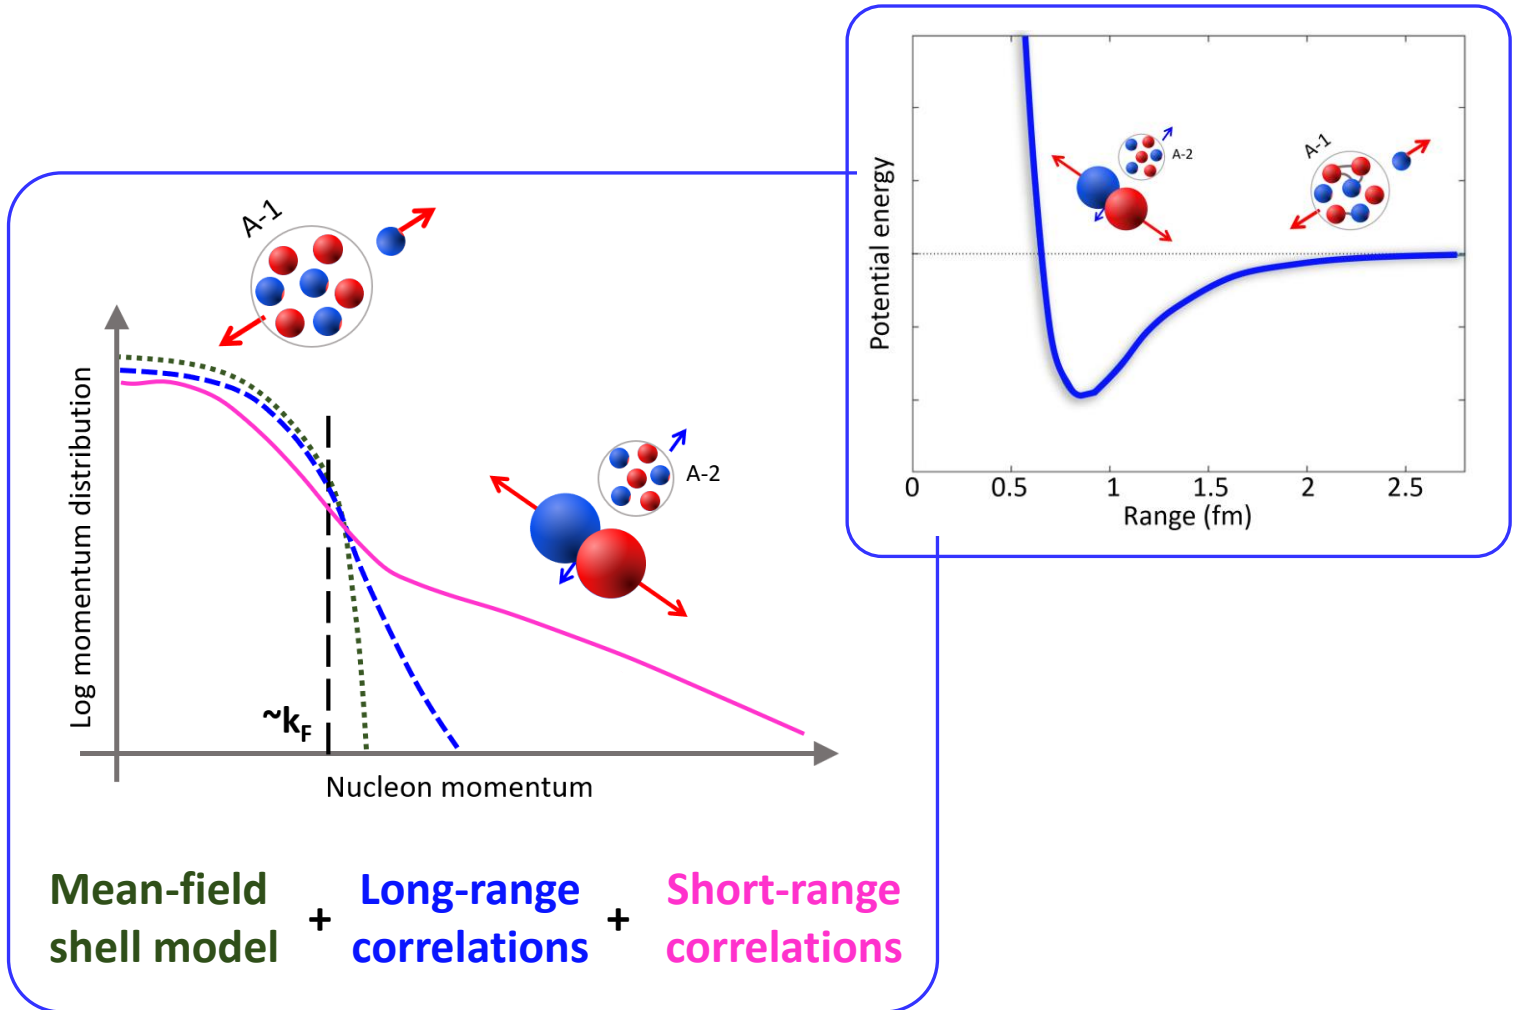 A-1
Log momentum distribution
A-2
~kF
Nucleon momentum
Mean-field
shell model
+
Long-range
correlations
+
Short-range
correlations
Potential energy
A-2
A-1
0 0.5 1 1.5 2 2.5
Range (fm)